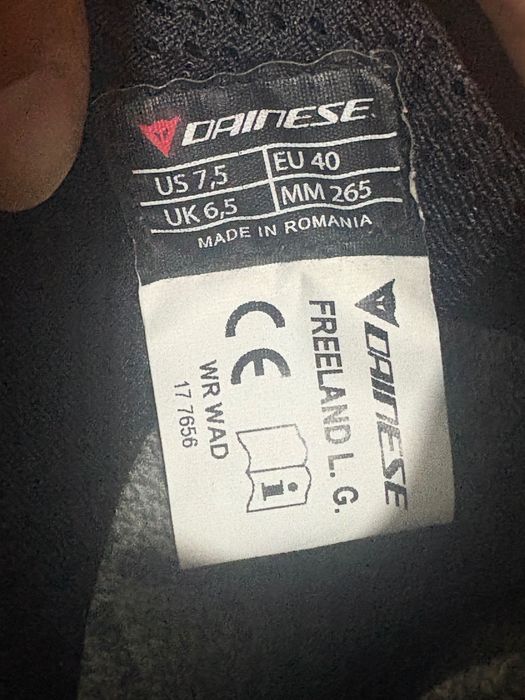 DAINESE
US 7,5
EU 40
UK 6,5
MM 265
MADE IN ROMANIA
DAINESE
FREELAND L. G.
CE
i
WR WAD
17 7656